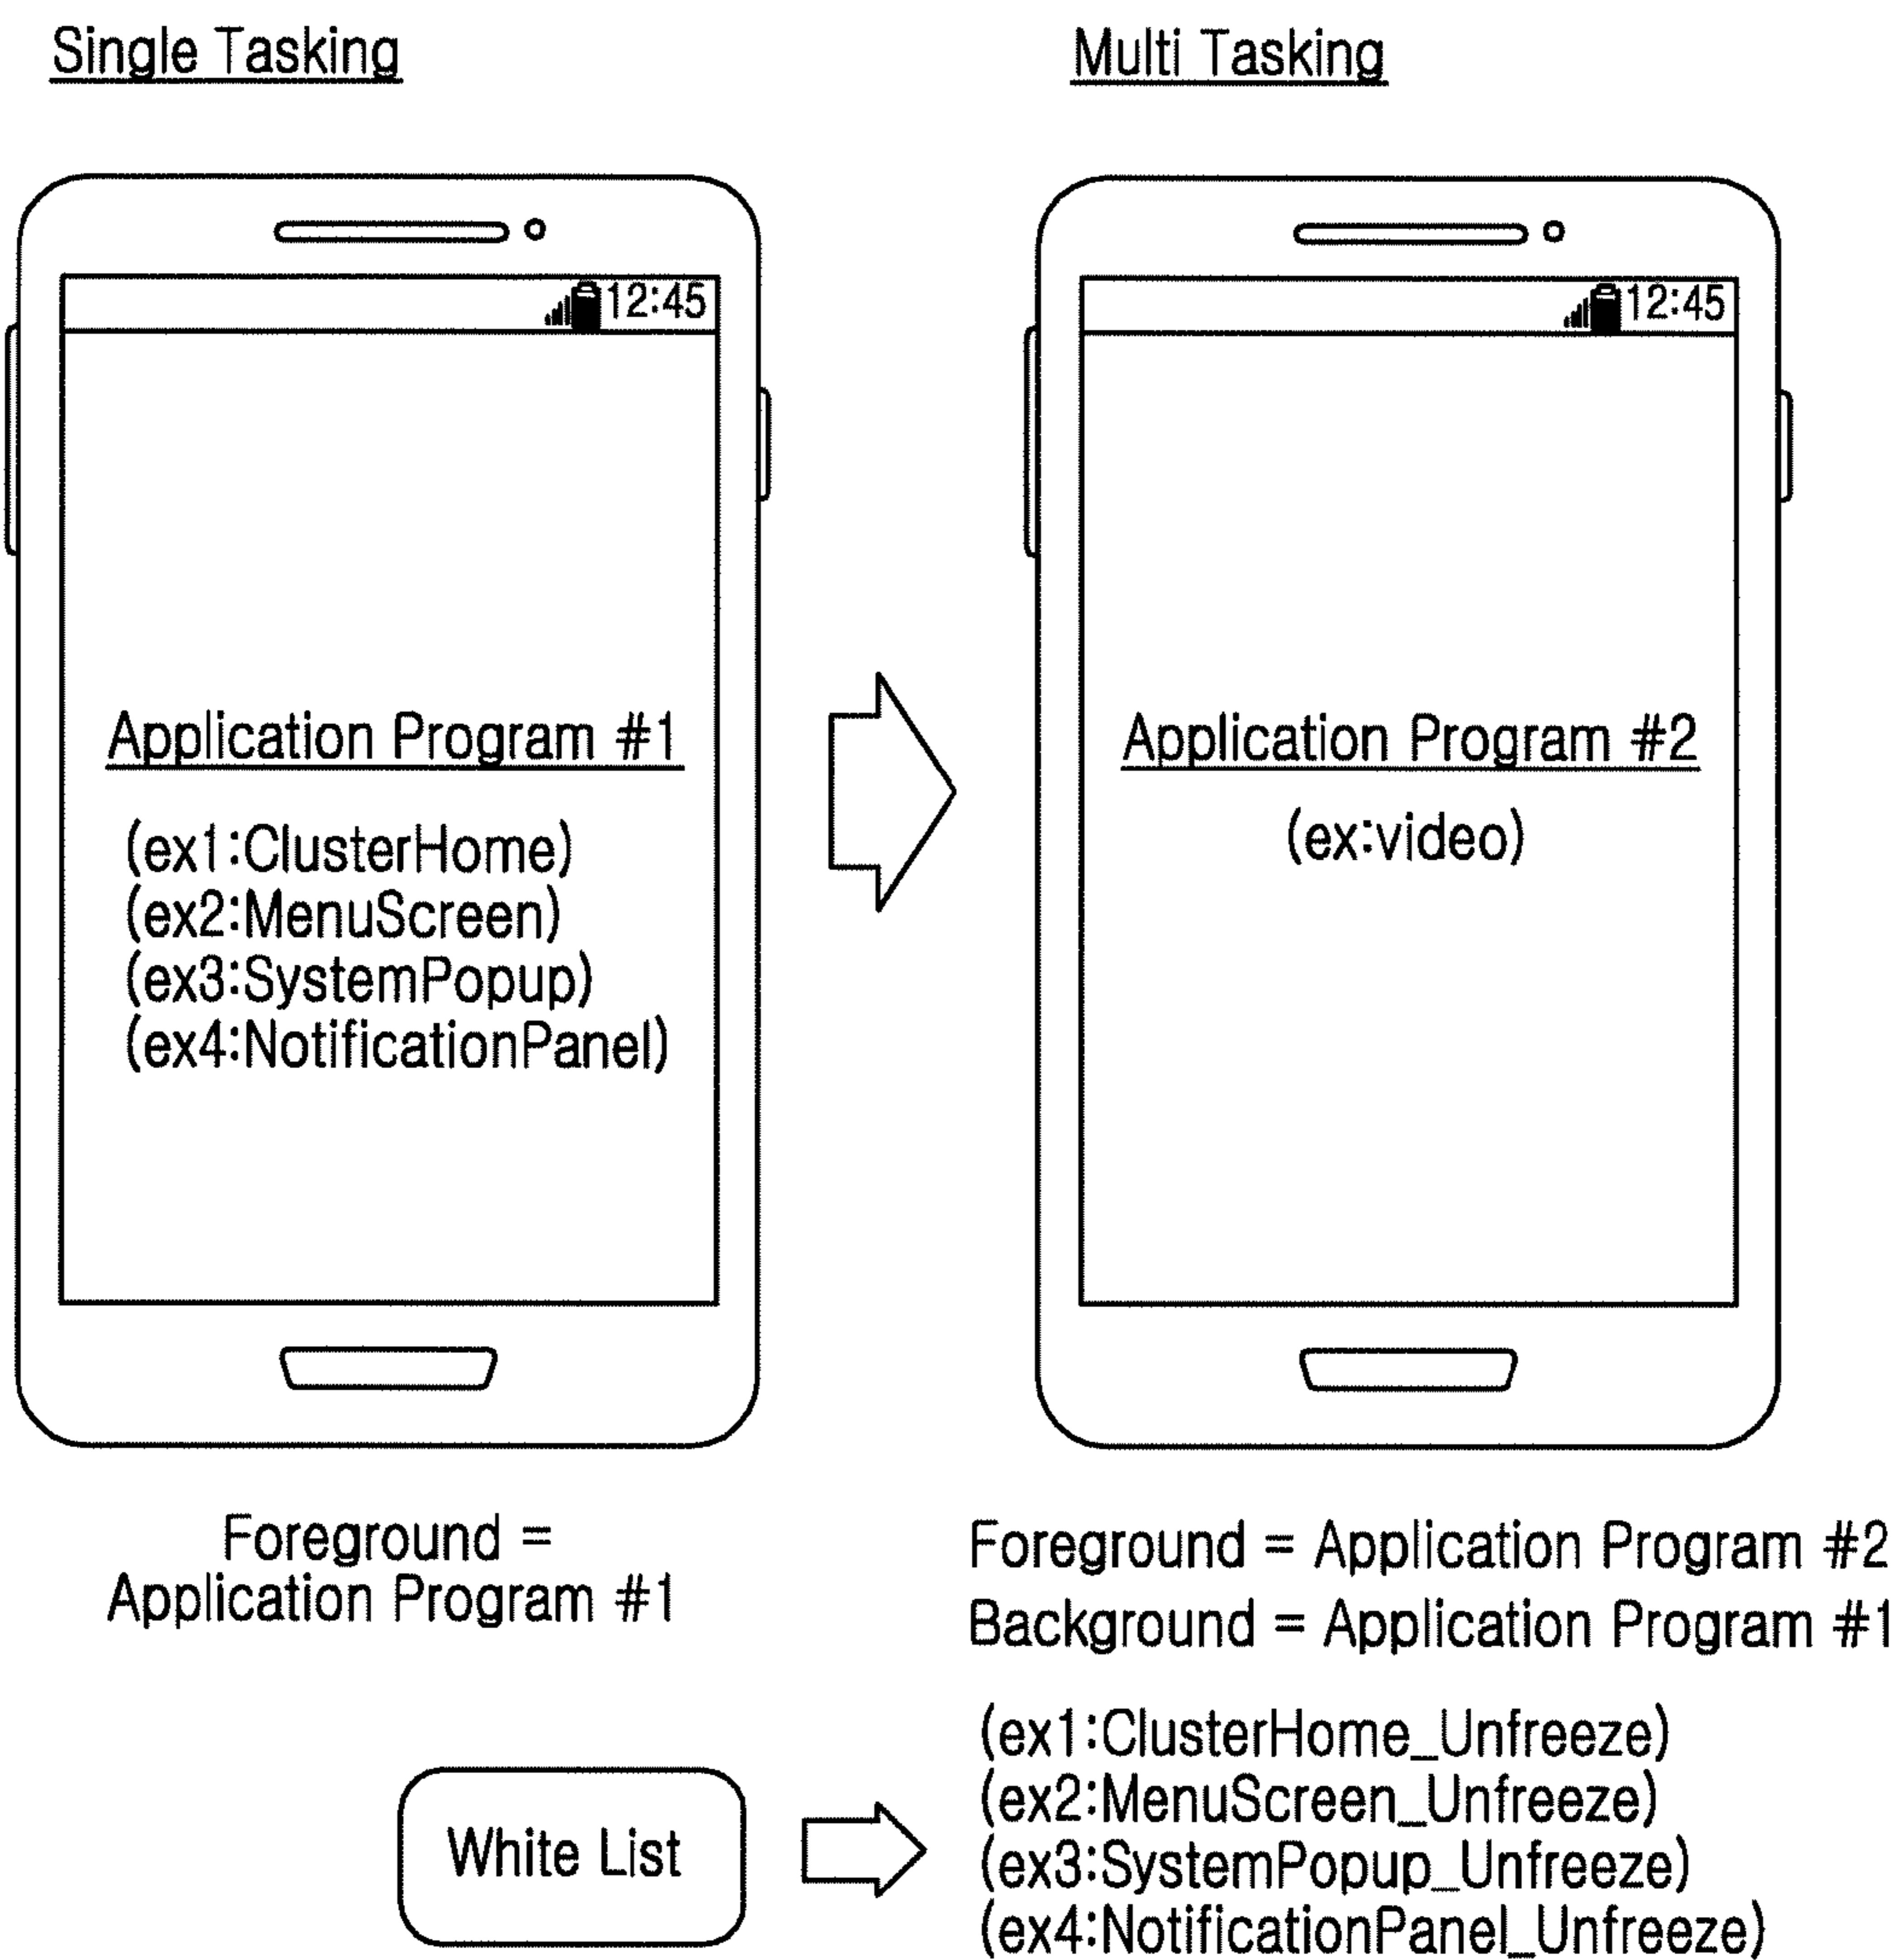 Single Tasking
12:45
Application Program #1
(ex1:ClusterHome)
(ex2:MenuScreen)
(ex3:SystemPopup)
(ex4:NotificationPanel)
Foreground =
Application Program #1
Multi Tasking
12:45
Application Program #2
(ex:video)
Foreground = Application Program #2
Background = Application Program #1
White List
(ex1:ClusterHome_Unfreeze)
(ex2:MenuScreen_Unfreeze)
(ex3:SystemPopup_Unfreeze)
(ex4:NotificationPanel_Unfreeze)